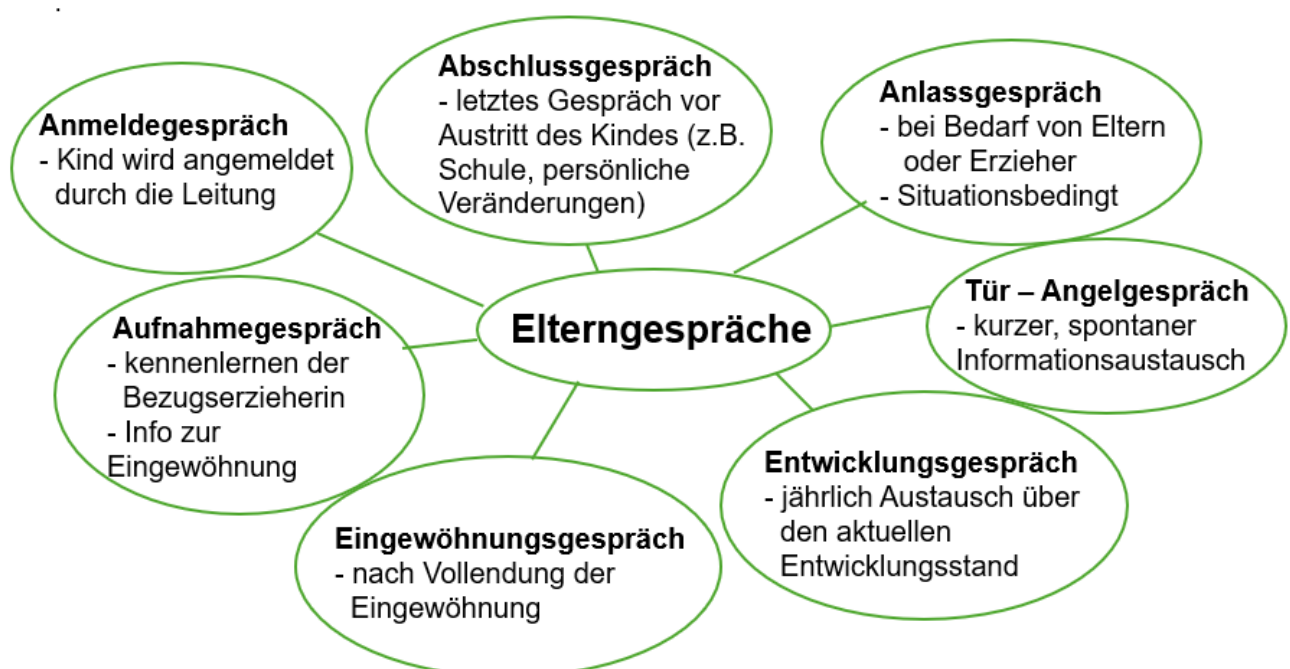 Abschlussgespräch
- letztes Gespräch vor
Austritt des Kindes (z.B.
Schule, persönliche
Veränderungen)
Anlassgespräch
- bei Bedarf von Eltern
oder Erzieher
- Situationsbedingt
Anmeldegespräch
- Kind wird angemeldet
durch die Leitung
Elterngespräche
Tür – Angelgespräch
- kurzer, spontaner
Informationsaustausch
Aufnahmegespräch
- kennenlernen der
Bezugserzieherin
- Info zur
Eingewöhnung
Entwicklungsgespräch
- jährlich Austausch über
den aktuellen
Entwicklungsstand
Eingewöhnungsgespräch
- nach Vollendung der
Eingewöhnung